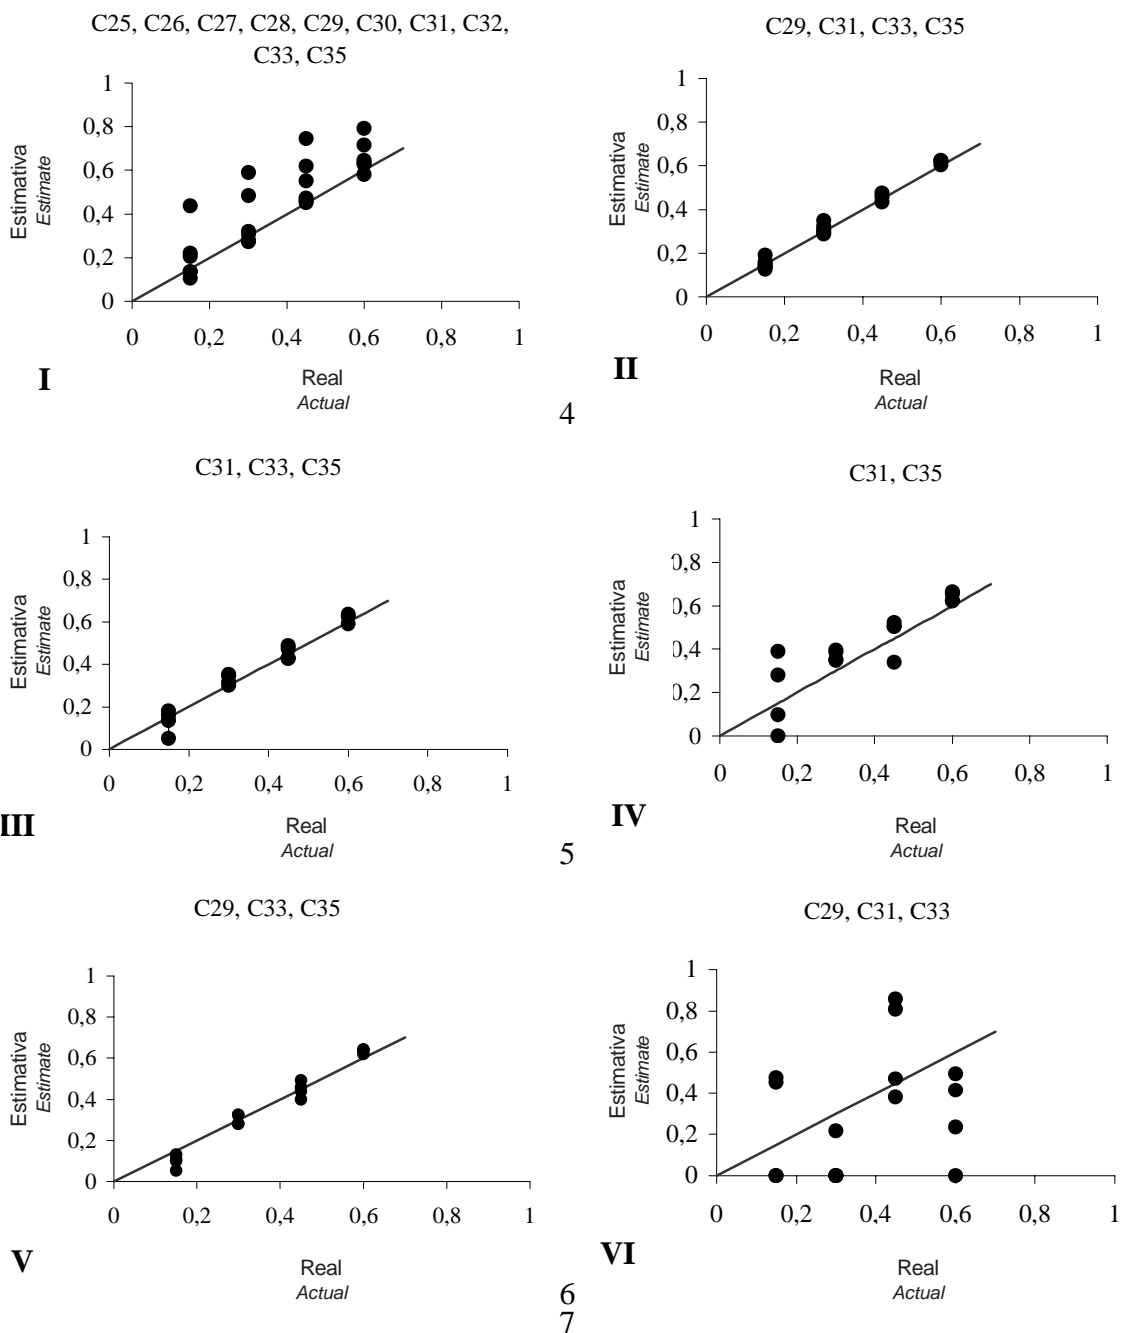 C25, C26, C27, C28, C29, C30, C31, C32,
C33, C35
1
0,8
0,6
0,4
0,2
0
0 0,2 0,4 0,6 0,8 1
Estimativa
Estimate
Real
Actual
I
C29, C31, C33, C35
1
0,8
0,6
0,4
0,2
0
0 0,2 0,4 0,6 0,8 1
Estimativa
Estimate
Real
Actual
II
4
C31, C33, C35
1
0,8
0,6
0,4
0,2
0
0 0,2 0,4 0,6 0,8 1
Estimativa
Estimate
Real
Actual
III
C31, C35
1
0,8
0,6
0,4
0,2
0
0 0,2 0,4 0,6 0,8 1
Estimativa
Estimate
Real
Actual
IV
5
C29, C33, C35
1
0,8
0,6
0,4
0,2
0
0 0,2 0,4 0,6 0,8 1
Estimativa
Estimate
Real
Actual
V
C29, C31, C33
1
0,8
0,6
0,4
0,2
0
0 0,2 0,4 0,6 0,8 1
Estimativa
Estimate
Real
Actual
VI
6
7